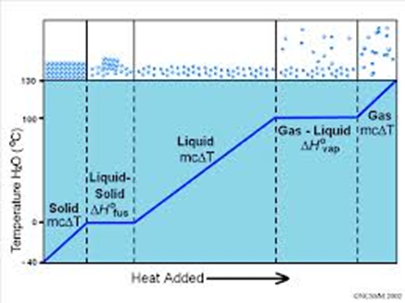 130
100
0
- 40
Temperature H₂O (°C)
Solid
mcΔT
Liquid-
Solid
ΔH°fus
Liquid
mcΔT
Gas - Liquid
ΔH°vap
Gas
mcΔT
Heat Added
©NCSSM 2002